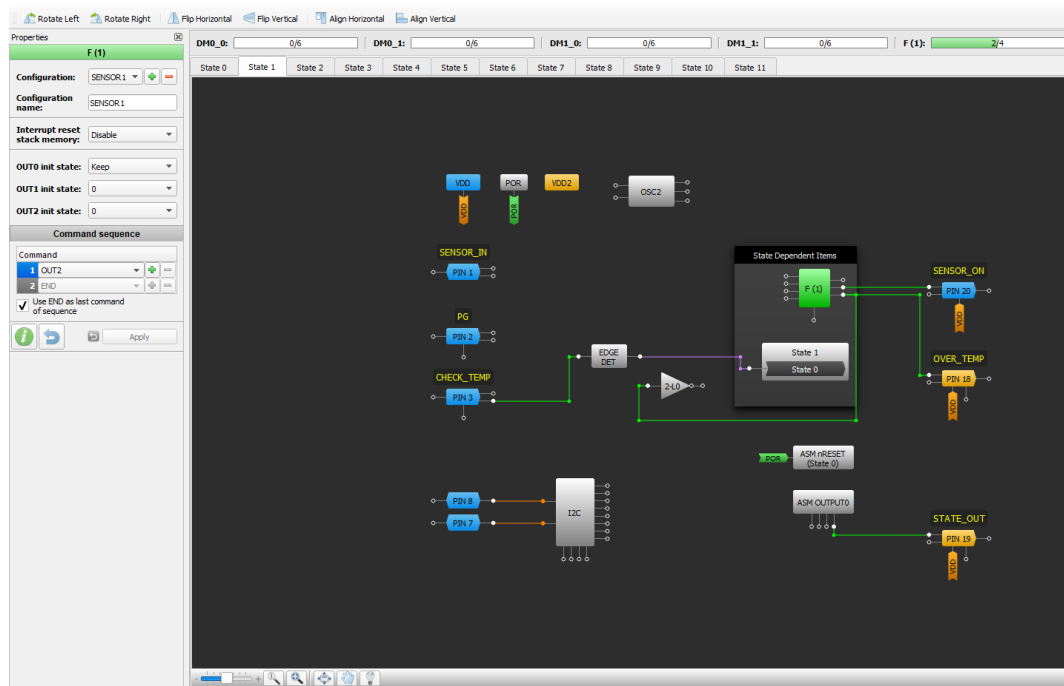 Rotate Left Rotate Right Flip Horizontal Flip Vertical Align Horizontal Align Vertical
Properties
F (1)
Configuration: SENSOR1
Configuration name: SENSOR1
Interrupt reset stack memory: Disable
OUT0 init state: Keep
OUT1 init state: 0
OUT2 init state: 0
Command sequence
Command
1 OUT2
2 END
Use END as last command of sequence
Apply
DM0_0: 0/6 DM0_1: 0/6 DM1_0: 0/6 DM1_1: 0/6 F (1): 2/4
State 0 State 1 State 2 State 3 State 4 State 5 State 6 State 7 State 8 State 9 State 10 State 11
VDD POR VDD2 OSC2
VDD POR
SENSOR_IN
PIN 1
PG
PIN 2
CHECK_TEMP
PIN 3
EDGE
DET
2-L0
State Dependent Items
F (1)
State 1
State 0
SENSOR_ON
PIN 20
VDD
OVER_TEMP
PIN 18
VDD
POR
ASM nRESET
(State 0)
ASM OUTPUT0
PIN 8
PIN 7
I2C
STATE_OUT
PIN 19
VDD